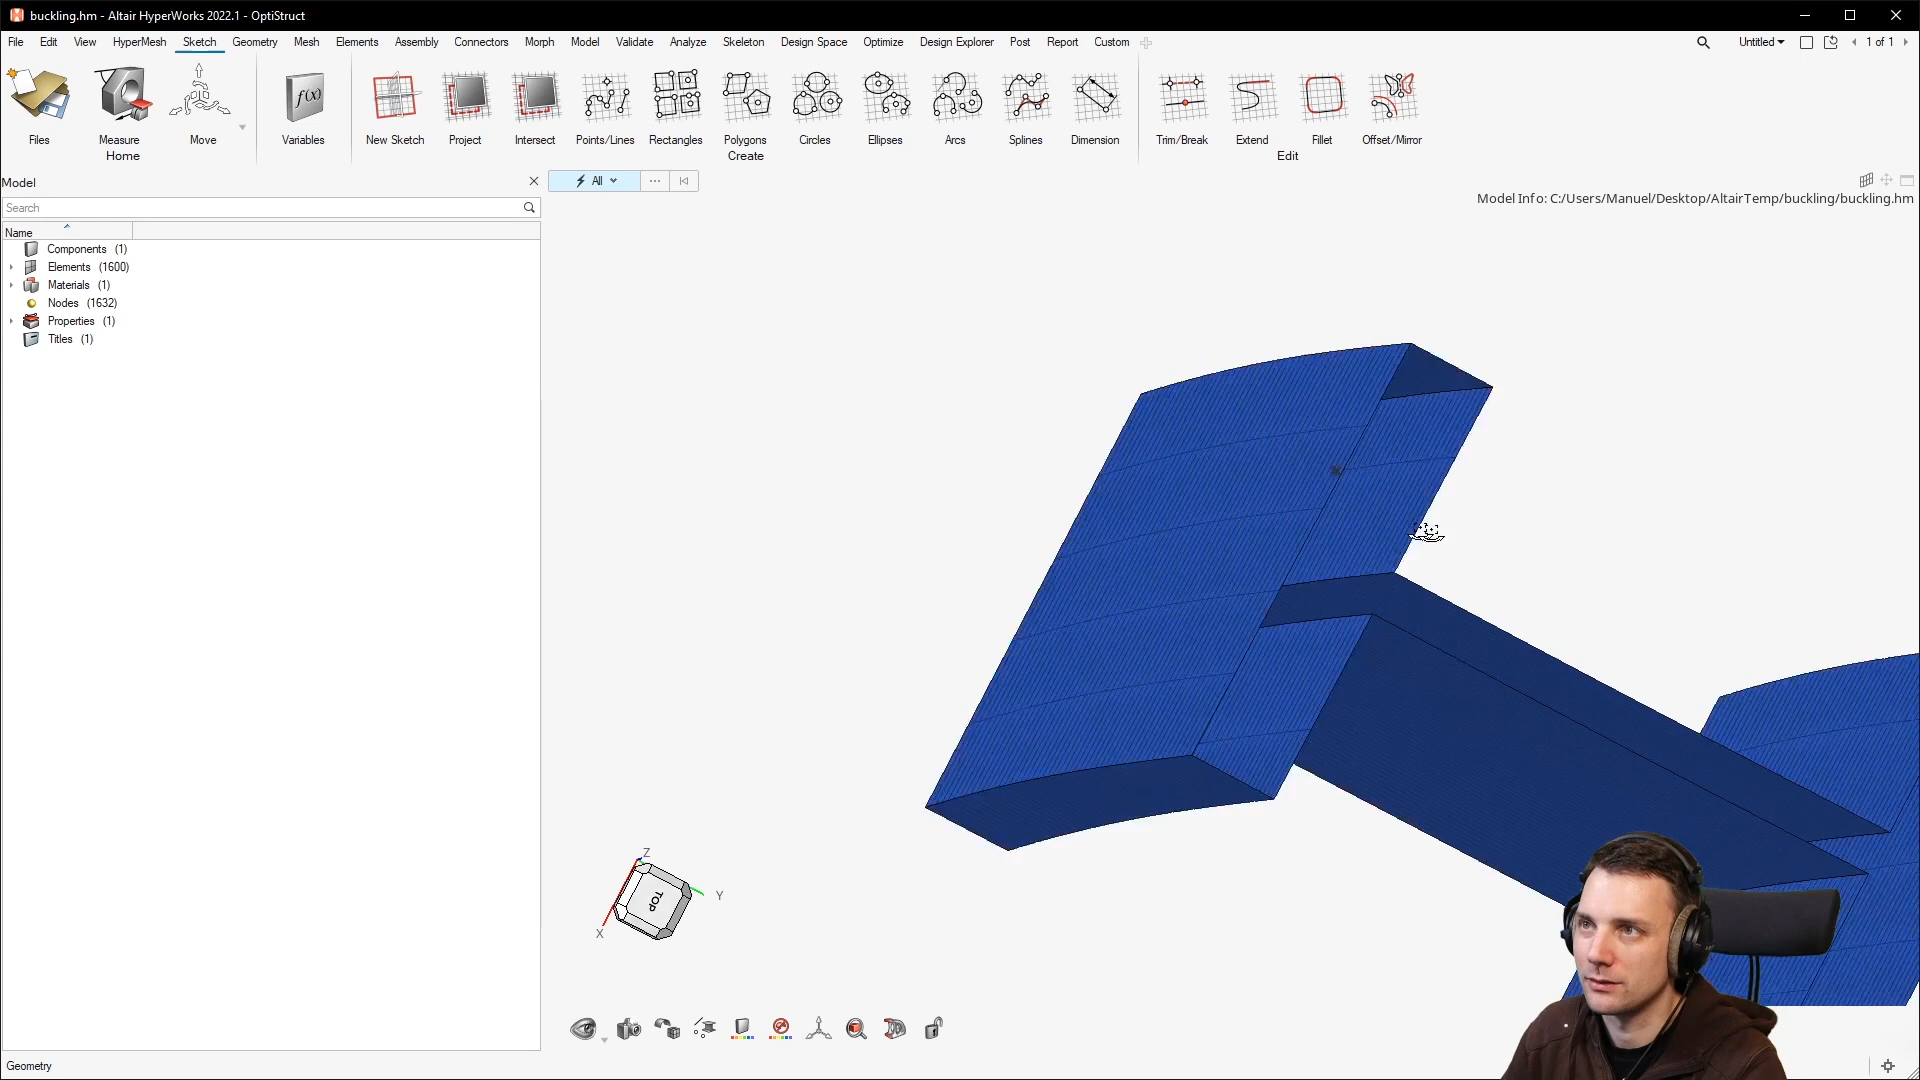 buckling.hm - Altair HyperWorks 2022.1 - OptiStruct
File Edit View HyperMesh Sketch Geometry Mesh Elements Assembly Connectors Morph Model Validate Analyze Skeleton Design Space Optimize Design Explorer Post Report Custom Untitled 1 of 1
f(x)
Files Measure Move Variables New Sketch Project Intersect Points/Lines Rectangles Polygons Circles Ellipses Arcs Splines Dimension Trim/Break Extend Fillet Offset/Mirror
Home Create Edit
Model
All
Model Info: C:/Users/Manuel/Desktop/AltairTemp/buckling/buckling.hm
Search
Name
Components (1)
Elements (1600)
Materials (1)
Nodes (1632)
Properties (1)
Titles (1)
Z
Y
TOP
X
Geometry